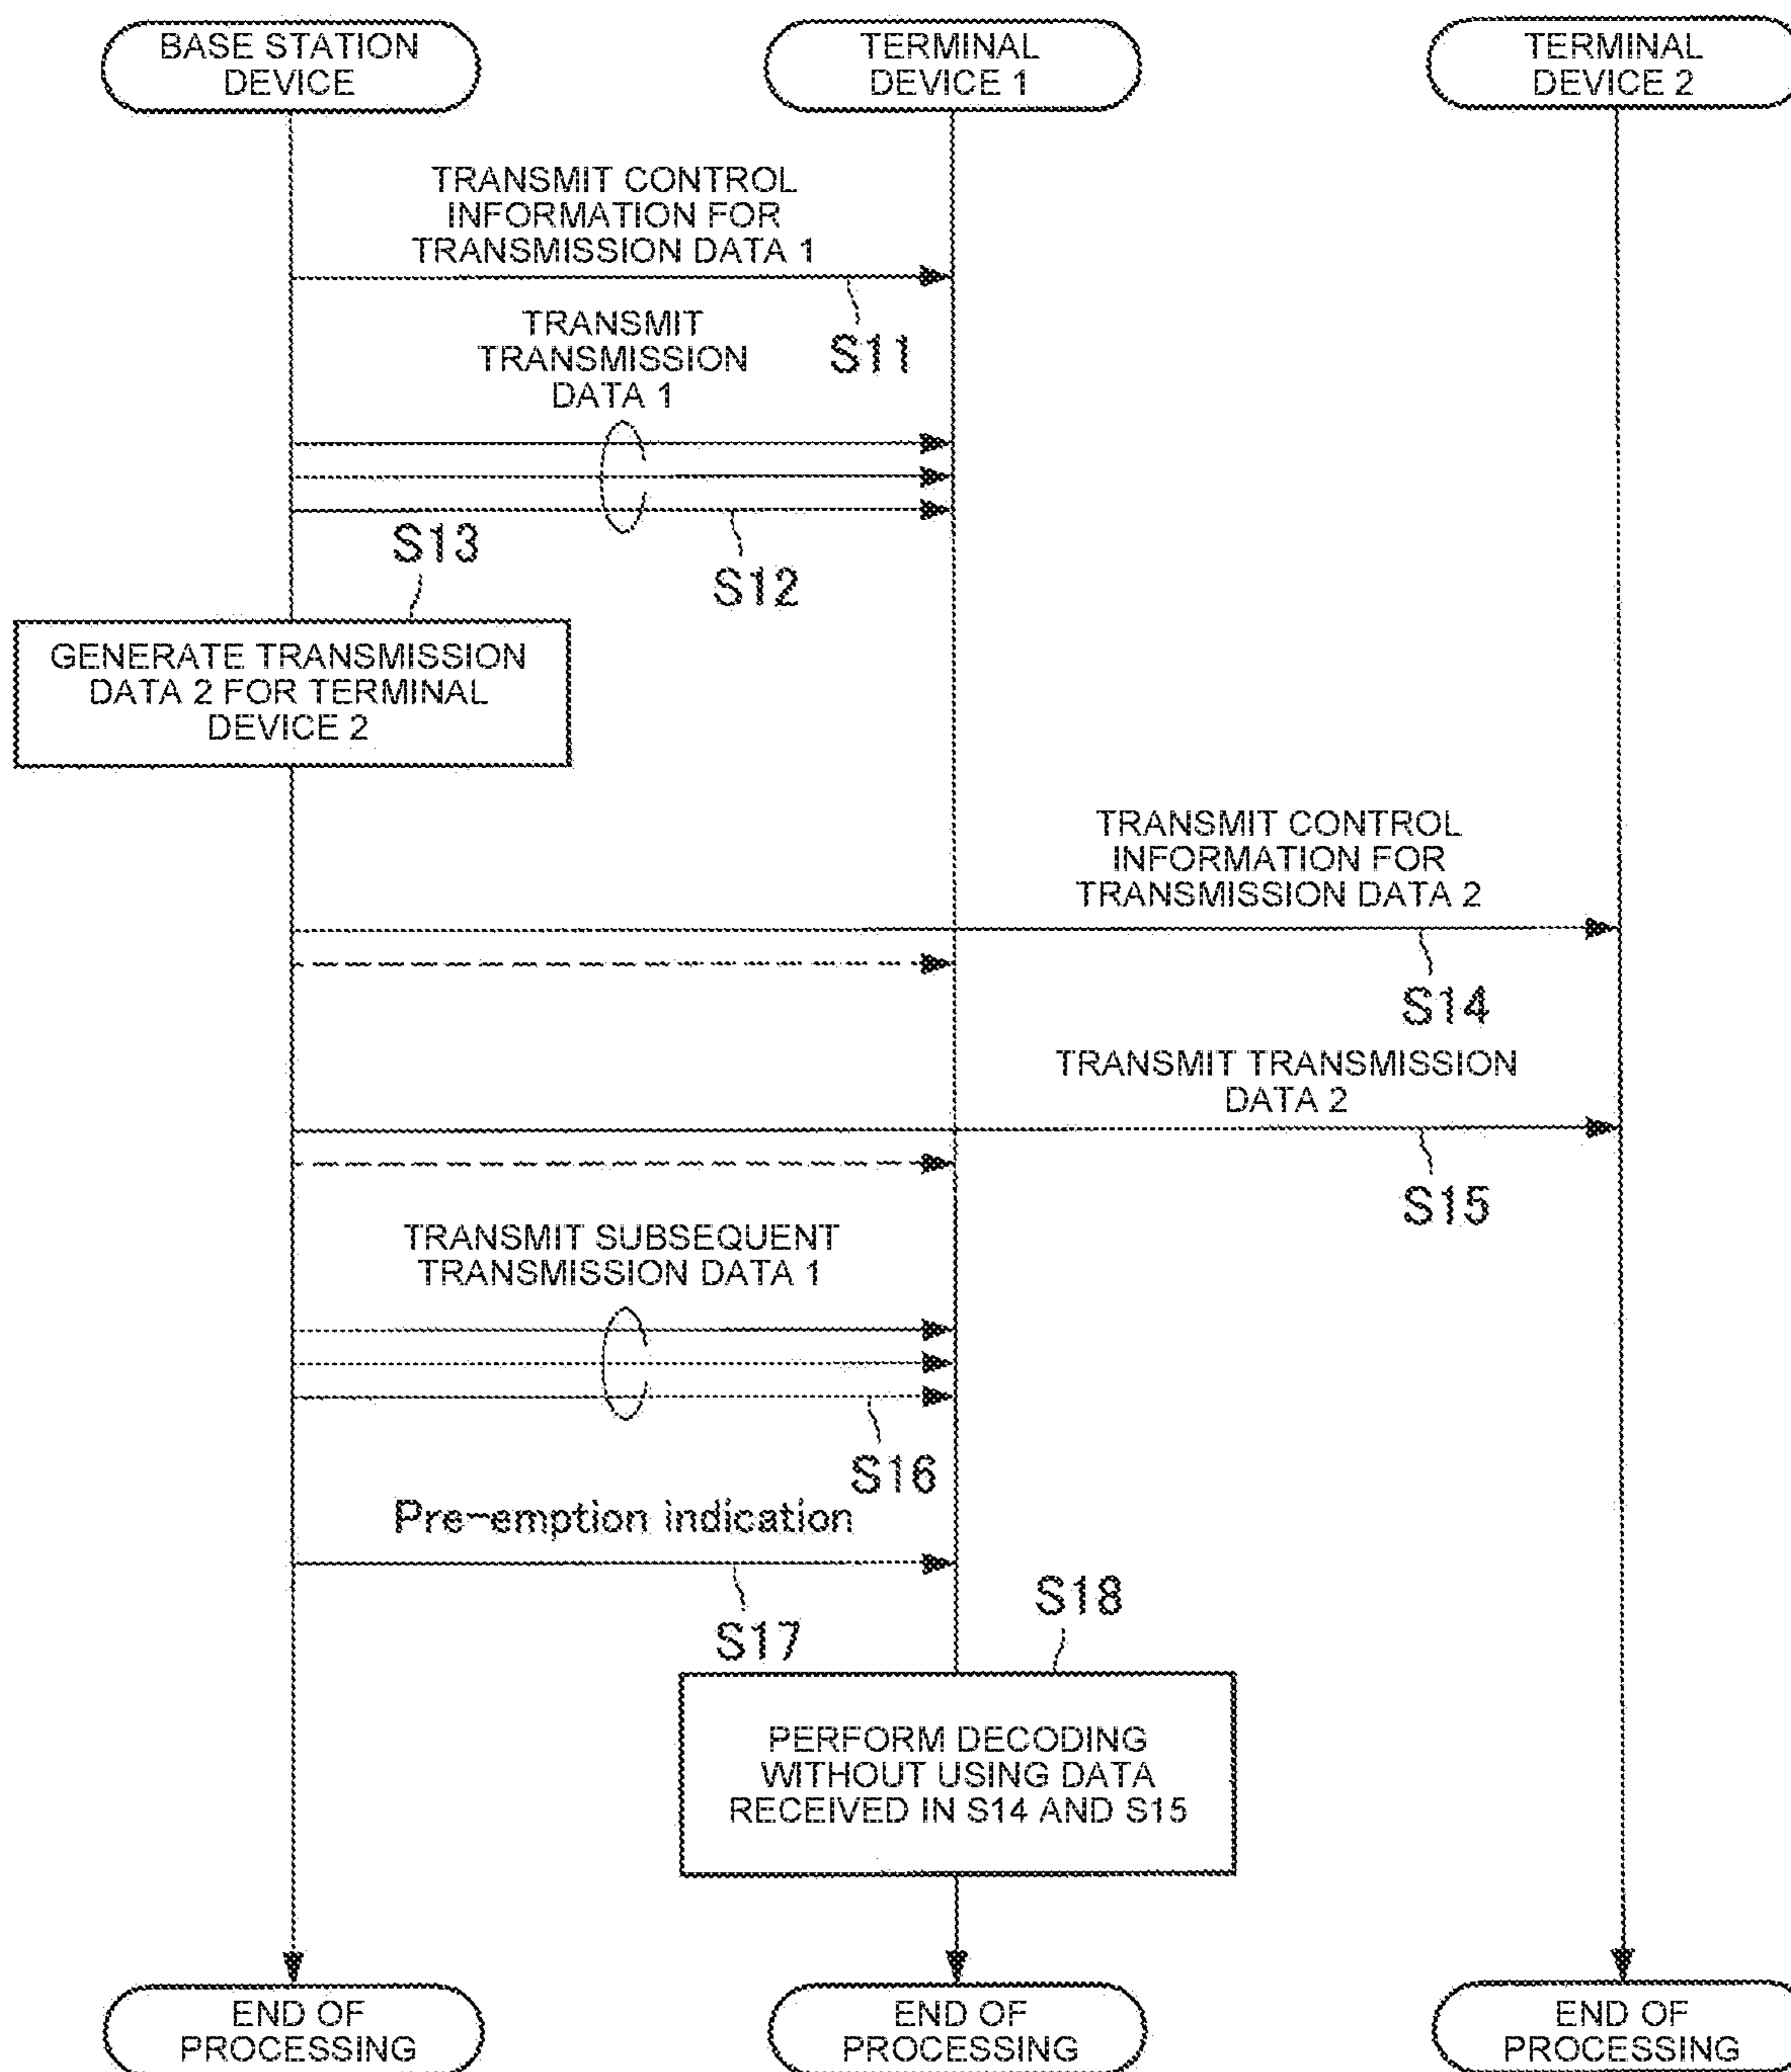 BASE STATION
DEVICE
TERMINAL
DEVICE 1
TERMINAL
DEVICE 2
TRANSMIT CONTROL
INFORMATION FOR
TRANSMISSION DATA 1
S11
TRANSMIT
TRANSMISSION
DATA 1
S12
S13
GENERATE TRANSMISSION
DATA 2 FOR TERMINAL
DEVICE 2
TRANSMIT CONTROL
INFORMATION FOR
TRANSMISSION DATA 2
S14
TRANSMIT TRANSMISSION
DATA 2
S15
TRANSMIT SUBSEQUENT
TRANSMISSION DATA 1
S16
Pre-emption indication
S17
S18
PERFORM DECODING
WITHOUT USING DATA
RECEIVED IN S14 AND S15
END OF
PROCESSING
END OF
PROCESSING
END OF
PROCESSING